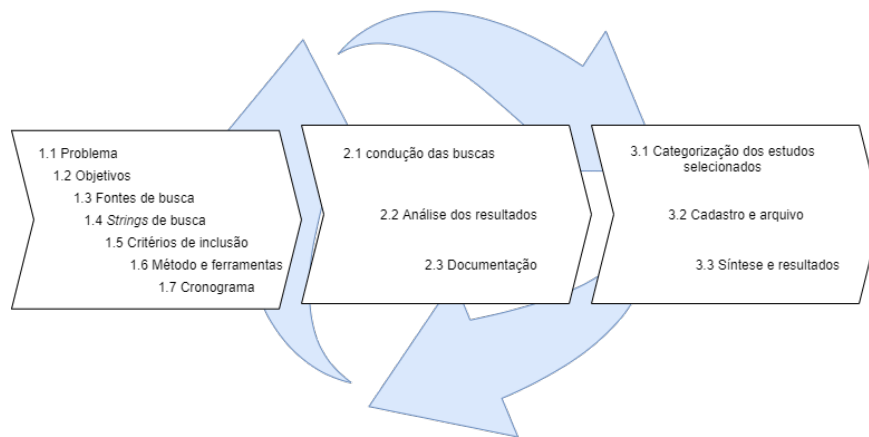 1.1 Problema
1.2 Objetivos
1.3 Fontes de busca
1.4 Strings de busca
1.5 Critérios de inclusão
1.6 Método e ferramentas
1.7 Cronograma
2.1 condução das buscas
2.2 Análise dos resultados
2.3 Documentação
3.1 Categorização dos estudos
selecionados
3.2 Cadastro e arquivo
3.3 Síntese e resultados